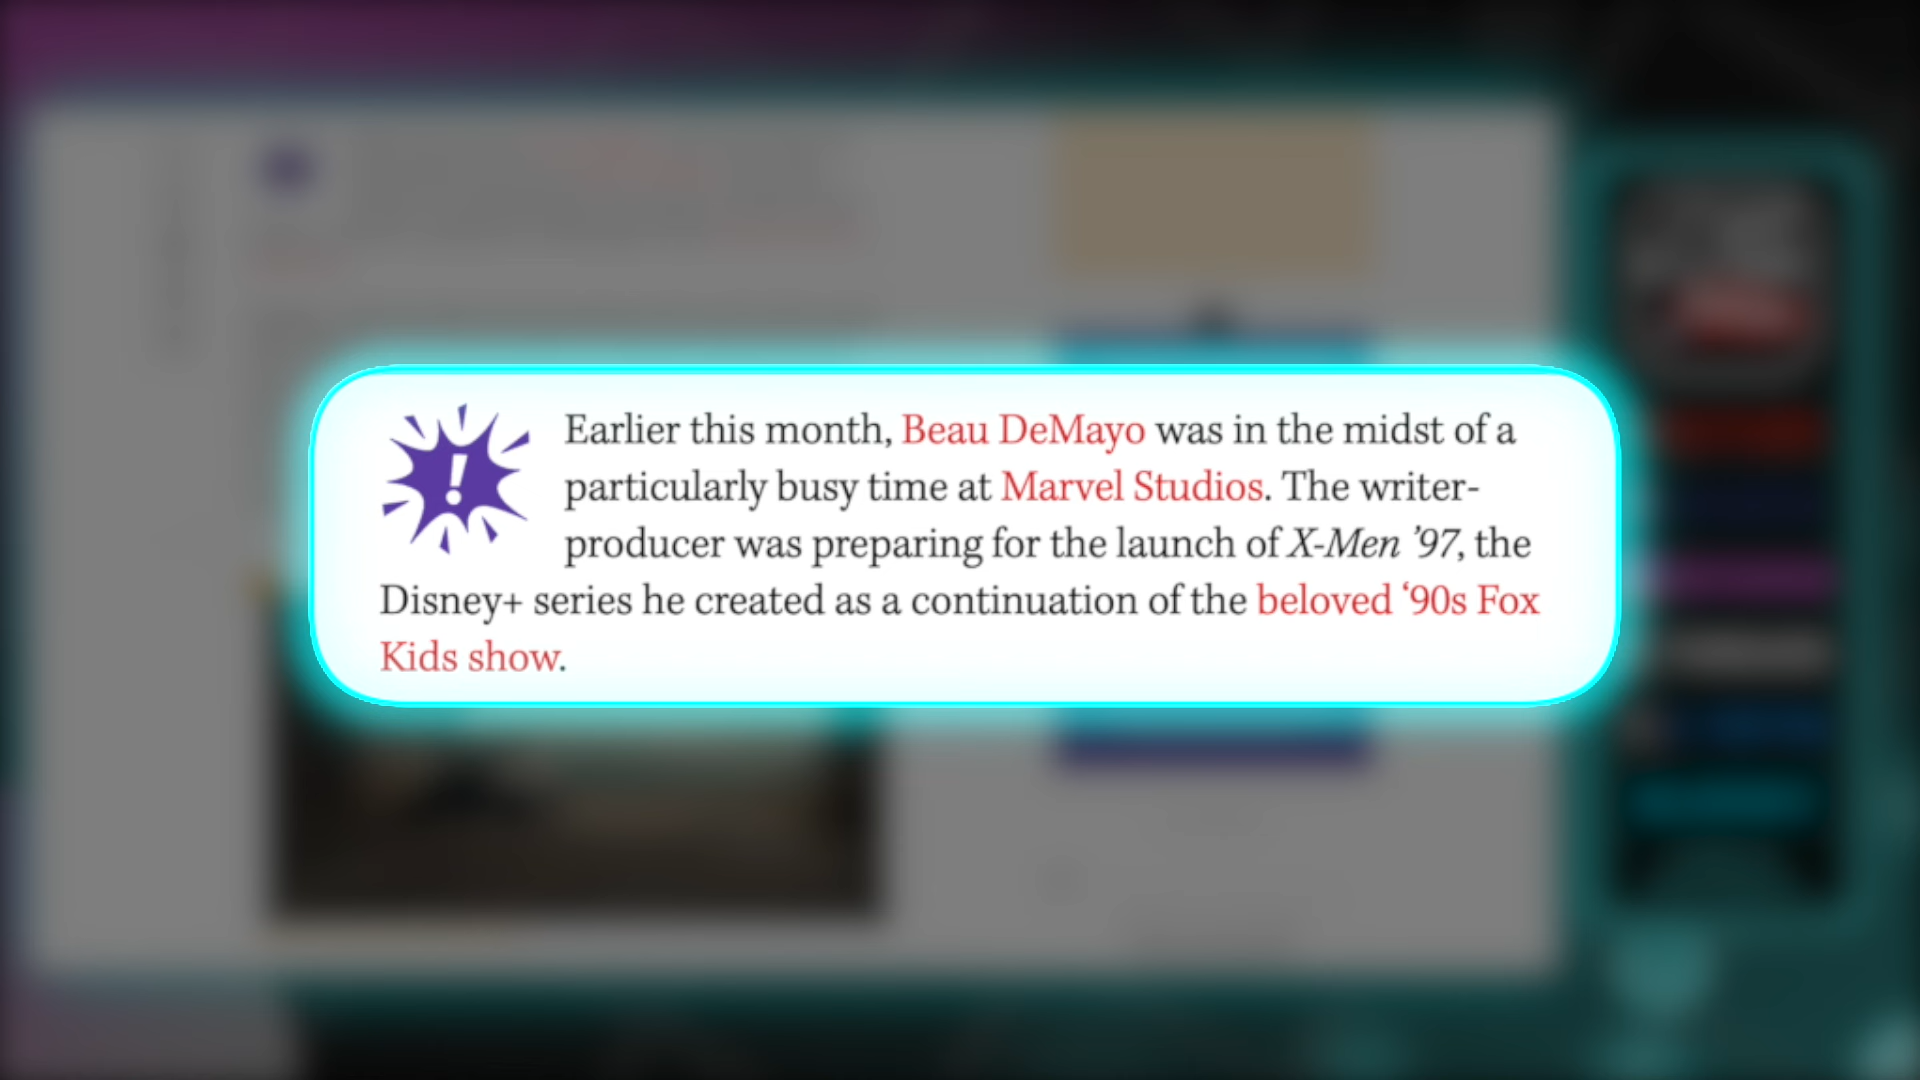 !
Earlier this month, Beau DeMayo was in the midst of a
particularly busy time at Marvel Studios. The writer-
producer was preparing for the launch of X-Men ’97, the
Disney+ series he created as a continuation of the beloved ‘90s Fox
Kids show.